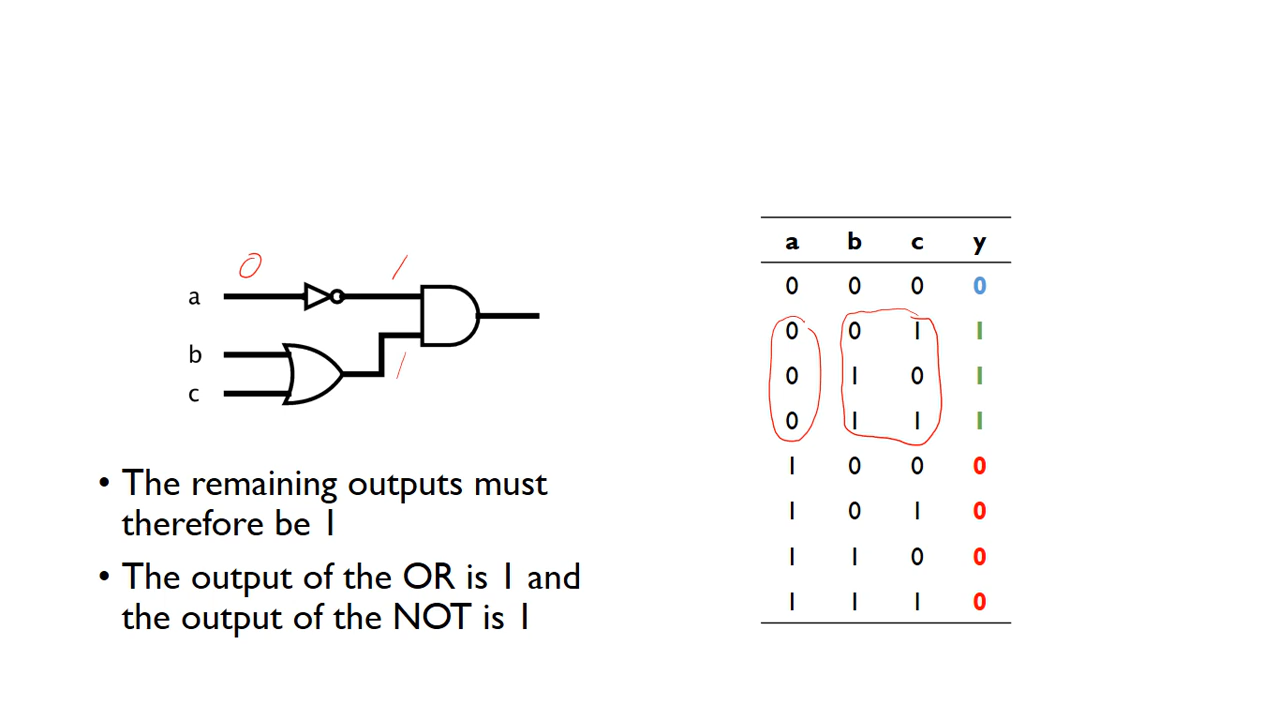 0 1
a
b
c
1
• The remaining outputs must
therefore be 1
• The output of the OR is 1 and
the output of the NOT is 1
a b c y
0 0 0 0
0 0 1 1
0 1 0 1
0 1 1 1
1 0 0 0
1 0 1 0
1 1 0 0
1 1 1 0